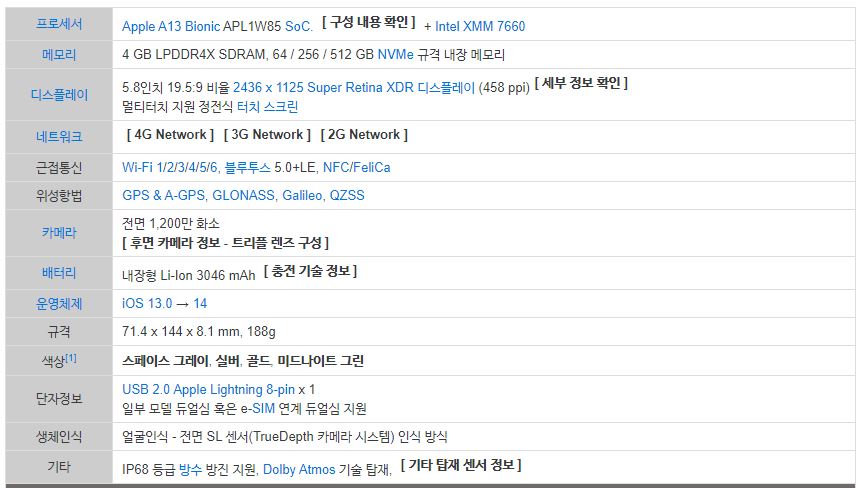 프로세서 Apple A13 Bionic APL1W85 SoC. [ 구성 내용 확인 ] + Intel XMM 7660
메모리 4 GB LPDDR4X SDRAM, 64 / 256 / 512 GB NVMe 규격 내장 메모리
디스플레이 5.8인치 19.5:9 비율 2436 x 1125 Super Retina XDR 디스플레이 (458 ppi) [ 세부 정보 확인 ]
멀티터치 지원 정전식 터치 스크린
네트워크 [ 4G Network ] [ 3G Network ] [ 2G Network ]
근접통신 Wi-Fi 1/2/3/4/5/6, 블루투스 5.0+LE, NFC/FeliCa
위성항법 GPS & A-GPS, GLONASS, Galileo, QZSS
카메라 전면 1,200만 화소
[ 후면 카메라 정보 - 트리플 렌즈 구성 ]
배터리 내장형 Li-Ion 3046 mAh [ 충전 기술 정보 ]
운영체제 iOS 13.0 → 14
규격 71.4 x 144 x 8.1 mm, 188g
색상[1] 스페이스 그레이, 실버, 골드, 미드나이트 그린
단자정보 USB 2.0 Apple Lightning 8-pin x 1
일부 모델 듀얼심 혹은 e-SIM 연계 듀얼심 지원
생체인식 얼굴인식 - 전면 SL 센서(TrueDepth 카메라 시스템) 인식 방식
기타 IP68 등급 방수 방진 지원, Dolby Atmos 기술 탑재, [ 기타 탑재 센서 정보 ]